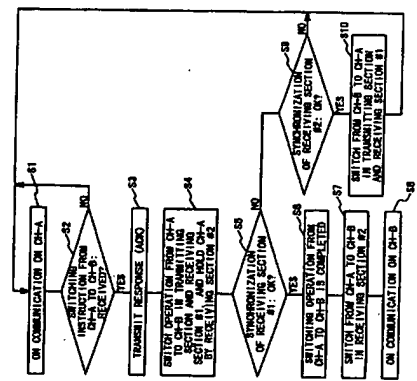 S1
ON COMMUNICATION ON CH-A
S2
SWITCHING
INSTRUCTION FROM
CH-A TO CH-B:
RECEIVED?
NO
YES
S3
TRANSMIT RESPONSE (ACK)
S4
SWITCH OPERATION FROM CH-A
TO CH-B IN TRANSMITTING
SECTION AND RECEIVING
SECTION #1, AND HOLD CH-A
BY RECEIVING SECTION #2
S5
SYNCHRONIZATION
OF RECEIVING SECTION
#1: OK?
NO
YES
S6
SWITCHING OPERATION FROM
CH-A TO CH-B IS COMPLETED
S7
SWITCH FROM CH-A TO CH-B
IN RECEIVING SECTION #2
S8
ON COMMUNICATION ON CH-B
S9
SYNCHRONIZATION
OF RECEIVING SECTION
#2: OK?
NO
YES
S10
SWITCH FROM CH-B TO CH-A
IN TRANSMITTING SECTION
AND RECEIVING SECTION #1